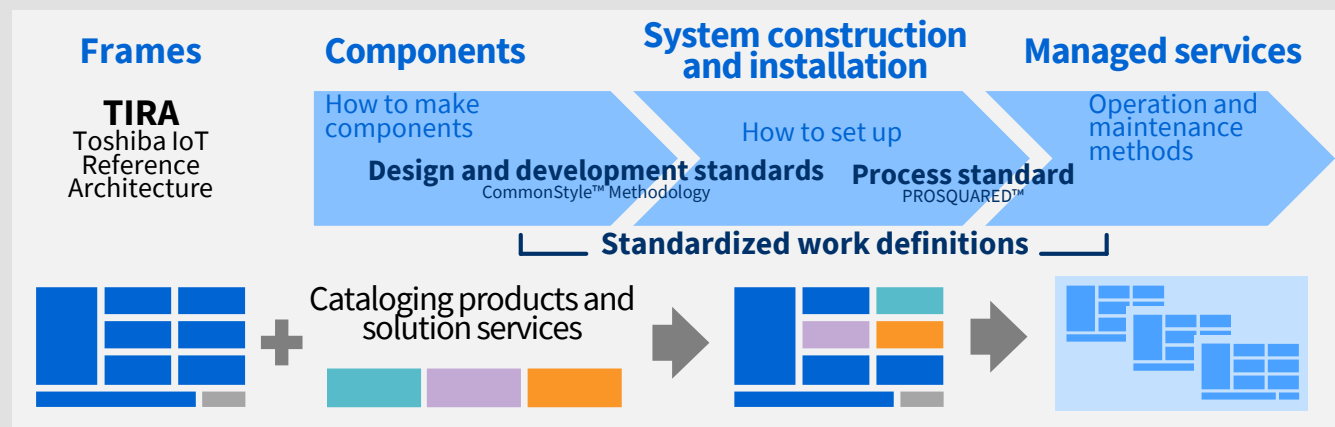 Frames
Components
System construction
and installation
Managed services
TIRA
Toshiba IoT
Reference
Architecture
How to make
components
How to set up
Operation and
maintenance
methods
Design and development standards
CommonStyle™ Methodology
Process standard
PROSQUARED™
Standardized work definitions
Cataloging products and
solution services